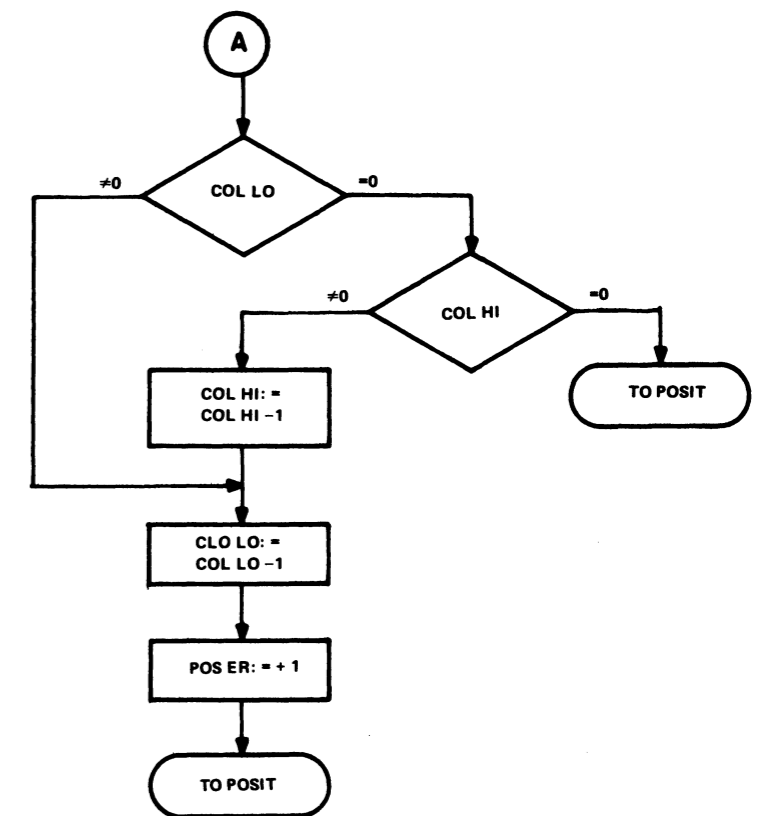 A
≠0
COL LO
=0
≠0
COL HI
=0
COL HI: =
COL HI –1
TO POSIT
CLO LO: =
COL LO –1
POS ER: = + 1
TO POSIT